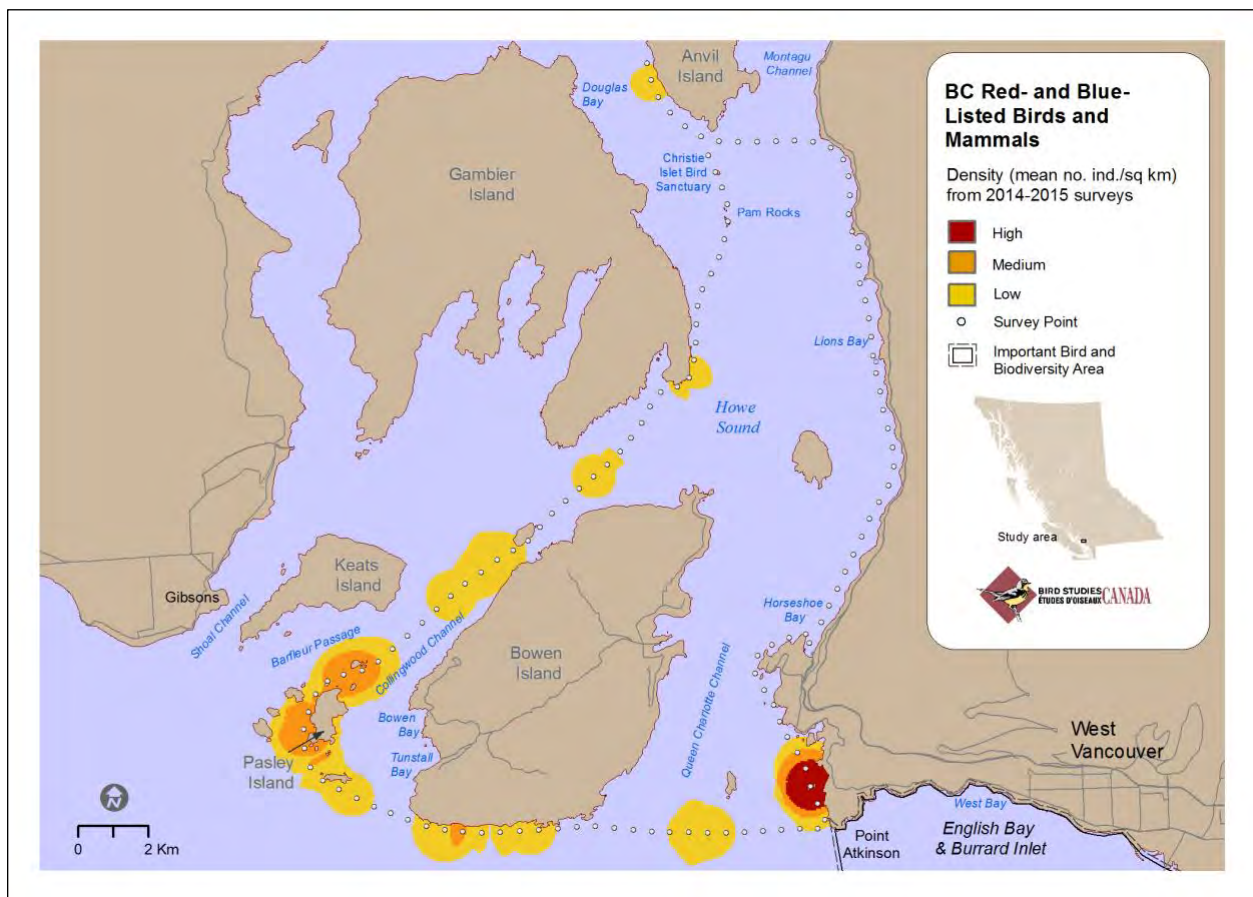 Anvil
Island
Montagu
Channel
Douglas
Bay
Gambier
Island
Christie
Islet Bird
Sanctuary
Pam Rocks
Lions Bay
Howe
Sound
Keats
Island
Gibsons
Shoal Channel
Barfleur Passage
Collingwood Channel
Bowen
Island
Horseshoe
Bay
Bowen
Bay
Tunstall
Bay
Queen Charlotte Channel
Pasley
Island
West
Vancouver
West Bay
Point
Atkinson
English Bay
& Burrard Inlet
N
0 2 Km
BC Red- and Blue-
Listed Birds and
Mammals
Density (mean no. ind./sq km)
from 2014-2015 surveys
High
Medium
Low
Survey Point
Important Bird and
Biodiversity Area
Study area
BIRD STUDIES
ÉTUDES D'OISEAUX CANADA